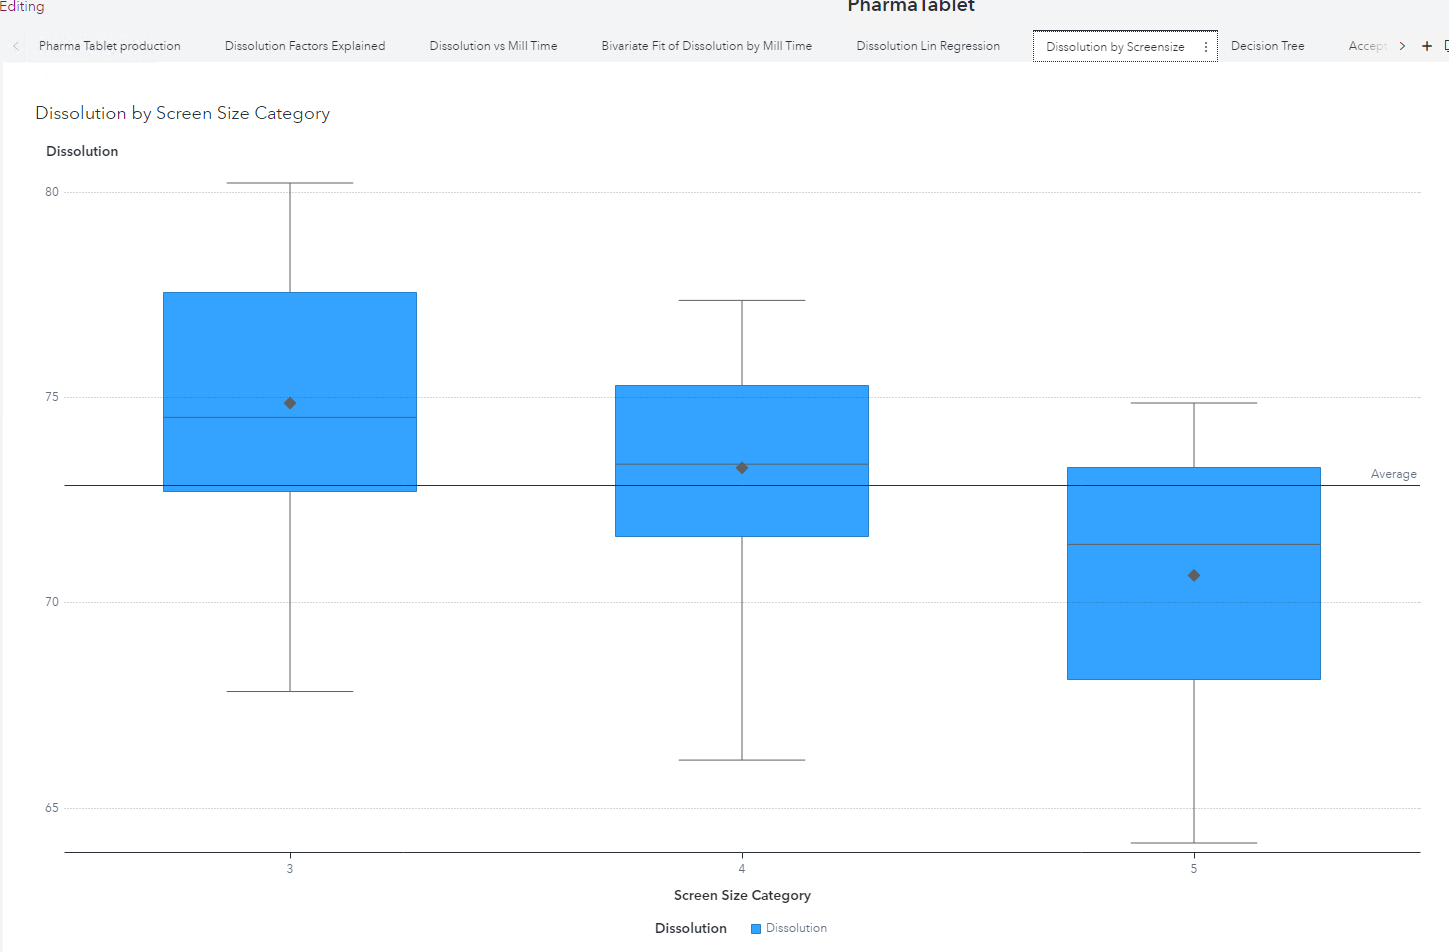 Editing
PharmaTablet
Pharma Tablet production
Dissolution Factors Explained
Dissolution vs Mill Time
Bivariate Fit of Dissolution by Mill Time
Dissolution Lin Regression
Dissolution by Screensize
Decision Tree
Accept
Dissolution by Screen Size Category
Dissolution
80
75
Average
70
65
3
4
5
Screen Size Category
Dissolution
Dissolution